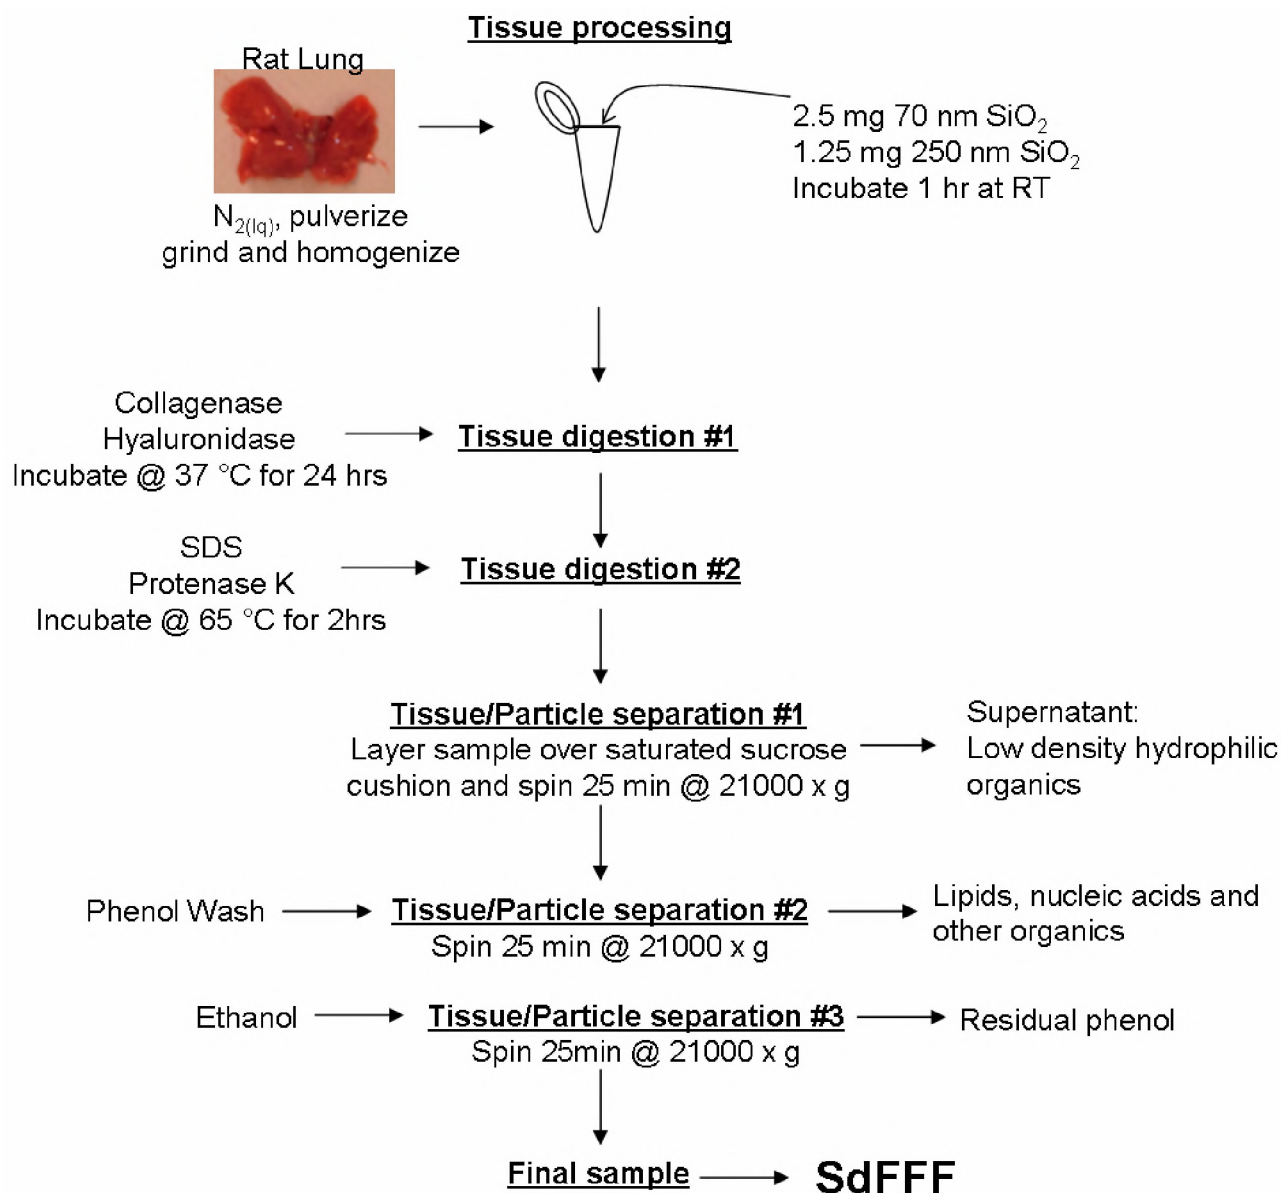 Tissue processing
Rat Lung
N2(lq), pulverize
grind and homogenize
2.5 mg 70 nm SiO2
1.25 mg 250 nm SiO2
Incubate 1 hr at RT
Collagenase
Hyaluronidase
Incubate @ 37 °C for 24 hrs
Tissue digestion #1
SDS
Protenase K
Incubate @ 65 °C for 2hrs
Tissue digestion #2
Tissue/Particle separation #1
Layer sample over saturated sucrose
cushion and spin 25 min @ 21000 x g
Supernatant:
Low density hydrophilic
organics
Phenol Wash
Tissue/Particle separation #2
Spin 25 min @ 21000 x g
Lipids, nucleic acids and
other organics
Ethanol
Tissue/Particle separation #3
Spin 25min @ 21000 x g
Residual phenol
Final sample
SdFFF